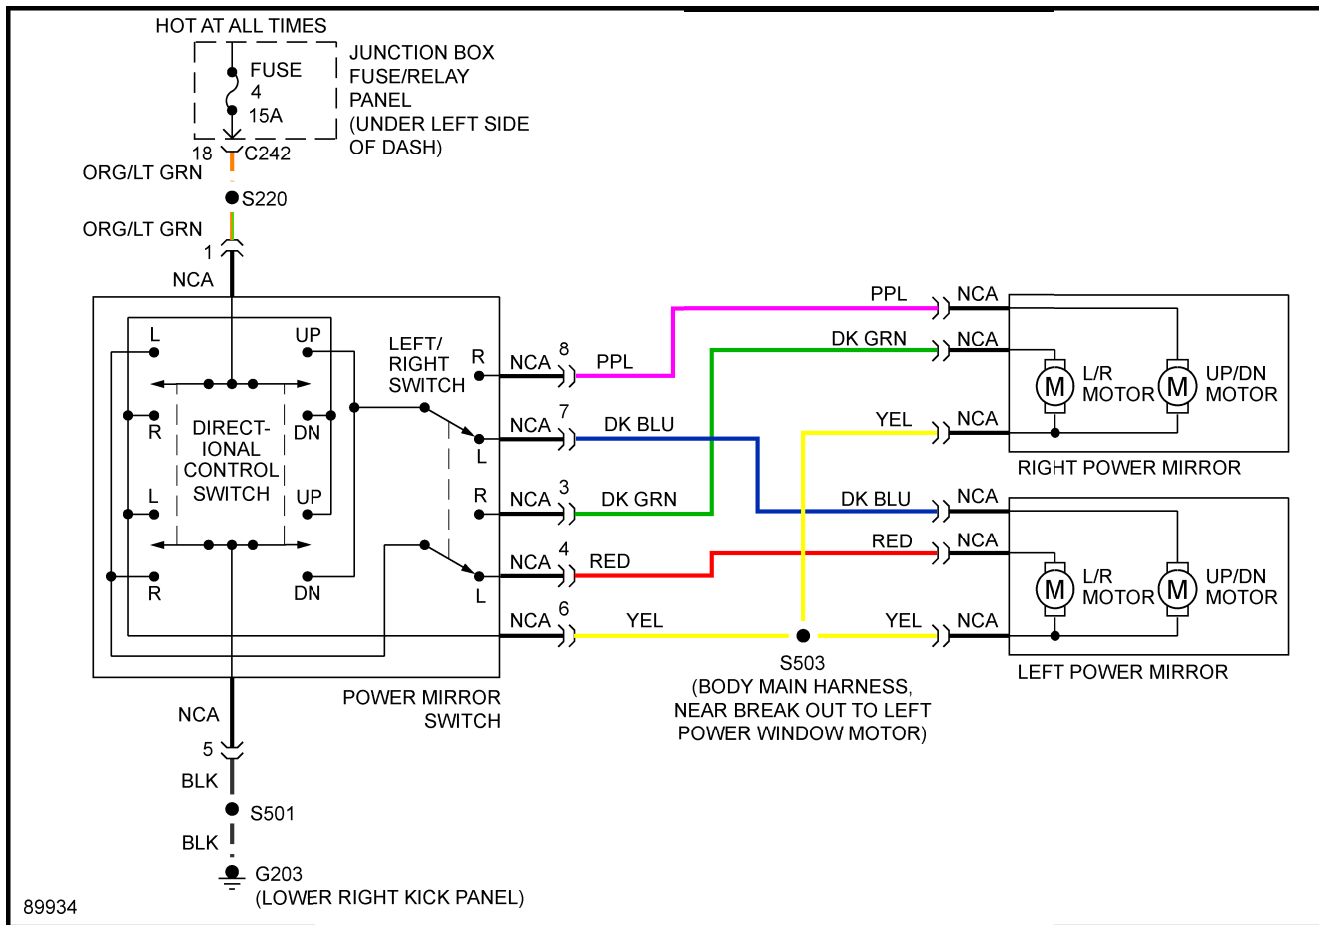 HOT AT ALL TIMES
FUSE
4
15A
JUNCTION BOX
FUSE/RELAY
PANEL
(UNDER LEFT SIDE
OF DASH)
18
C242
ORG/LT GRN
S220
ORG/LT GRN
1
NCA
L
UP
R
DN
DIRECT-
IONAL
CONTROL
SWITCH
L
UP
R
DN
LEFT/
RIGHT
SWITCH
R
L
R
L
NCA
8
PPL
NCA
7
DK BLU
NCA
3
DK GRN
NCA
4
RED
NCA
6
YEL
POWER MIRROR
SWITCH
NCA
5
BLK
S501
BLK
G203
(LOWER RIGHT KICK PANEL)
S503
(BODY MAIN HARNESS,
NEAR BREAK OUT TO LEFT
POWER WINDOW MOTOR)
PPL
NCA
DK GRN
NCA
YEL
NCA
M
L/R
MOTOR
M
UP/DN
MOTOR
RIGHT POWER MIRROR
DK BLU
NCA
RED
NCA
YEL
NCA
M
L/R
MOTOR
M
UP/DN
MOTOR
LEFT POWER MIRROR
89934